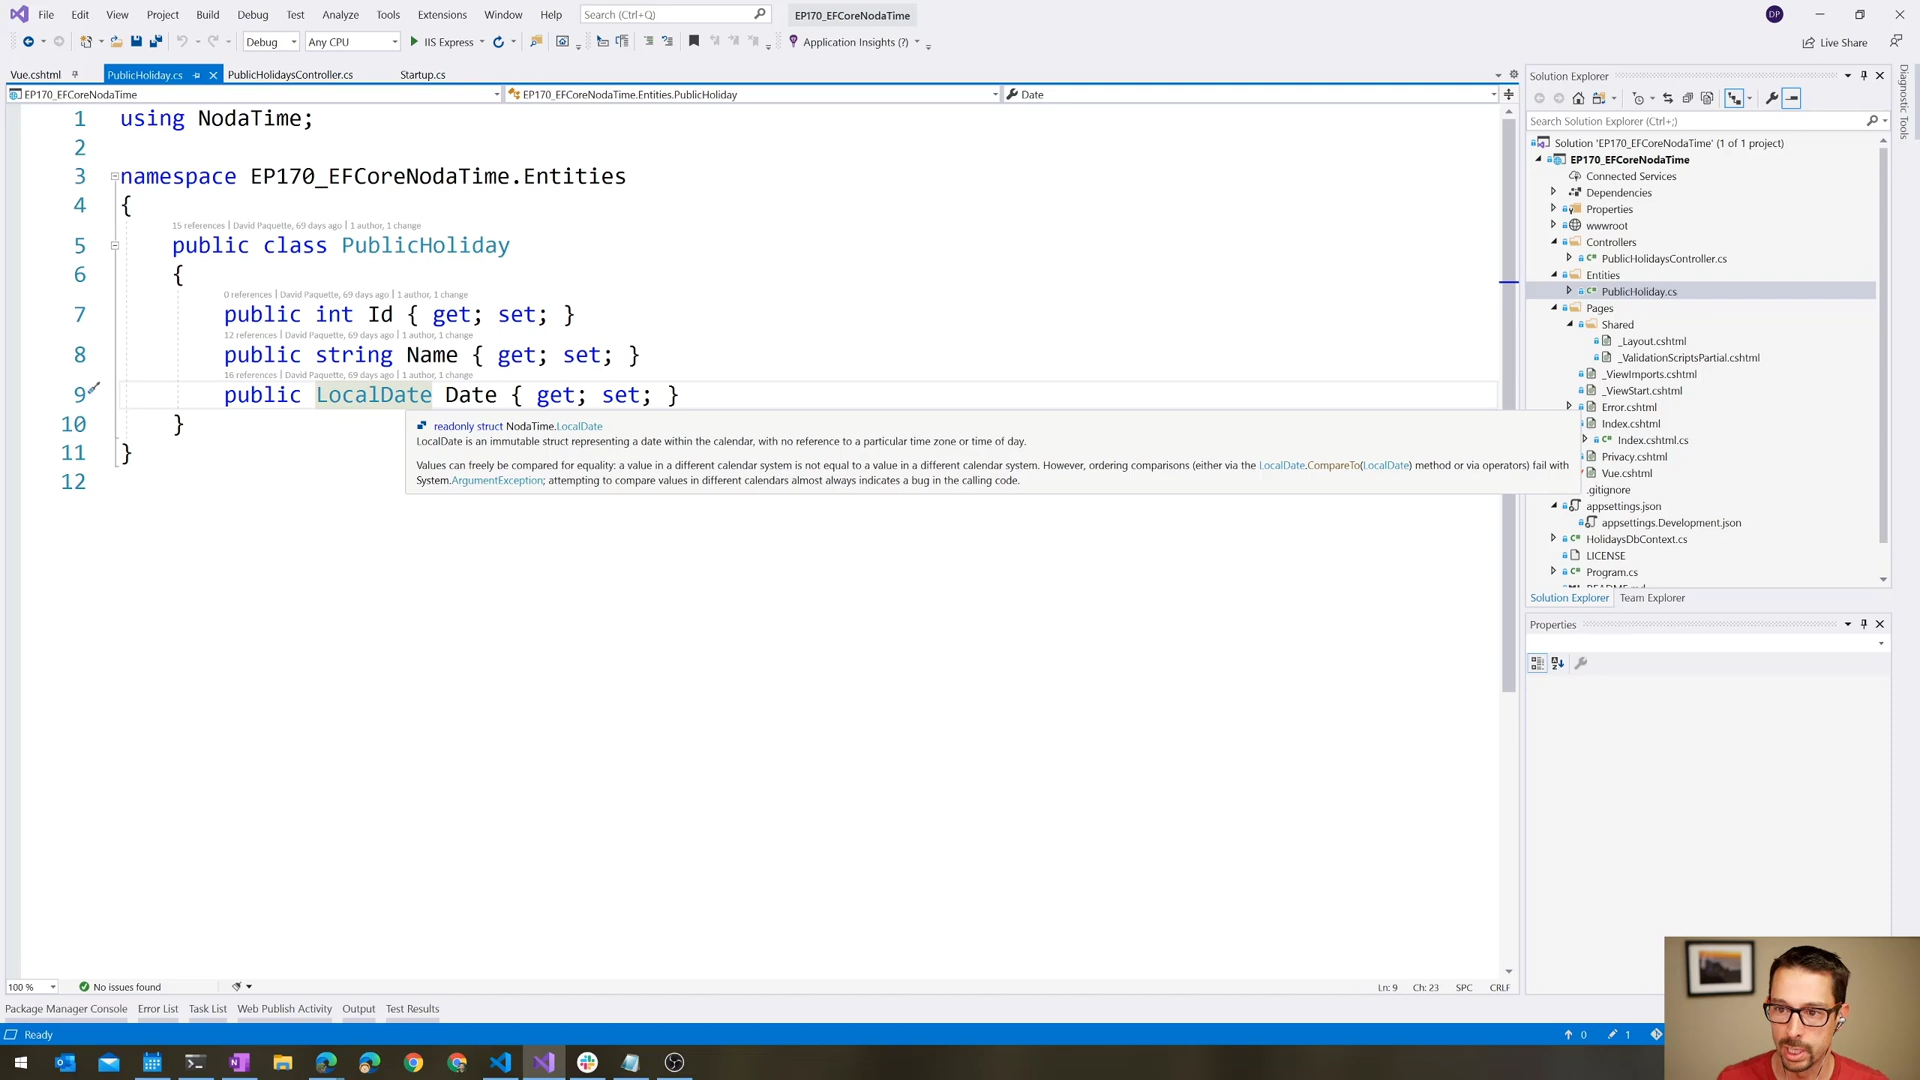 File Edit View Project Build Debug Test Analyze Tools Extensions Window Help Search (Ctrl+Q) EP170_EFCoreNodaTime DP
Debug Any CPU IIS Express Application Insights (?) Live Share
Vue.cshtml PublicHoliday.cs PublicHolidaysController.cs Startup.cs
EP170_EFCoreNodaTime EP170_EFCoreNodaTime.Entities.PublicHoliday Date
1 using NodaTime;
2
3 namespace EP170_EFCoreNodaTime.Entities
4 {
15 references | David Paquette, 69 days ago | 1 author, 1 change
5 public class PublicHoliday
6 {
0 references | David Paquette, 69 days ago | 1 author, 1 change
7 public int Id { get; set; }
12 references | David Paquette, 69 days ago | 1 author, 1 change
8 public string Name { get; set; }
16 references | David Paquette, 69 days ago | 1 author, 1 change
9 public LocalDate Date { get; set; }
10 }
11 }
12
readonly struct NodaTime.LocalDate
LocalDate is an immutable struct representing a date within the calendar, with no reference to a particular time zone or time of day.
Values can freely be compared for equality: a value in a different calendar system is not equal to a value in a different calendar system. However, ordering comparisons (either via the LocalDate.CompareTo(LocalDate) method or via operators) fail with
System.ArgumentException; attempting to compare values in different calendars almost always indicates a bug in the calling code.
100 % No issues found Ln: 9 Ch: 23 SPC CRLF
Package Manager Console Error List Task List Web Publish Activity Output Test Results
Ready 0 1
Solution Explorer
Search Solution Explorer (Ctrl+;)
Solution 'EP170_EFCoreNodaTime' (1 of 1 project)
EP170_EFCoreNodaTime
Connected Services
Dependencies
Properties
wwwroot
Controllers
PublicHolidaysController.cs
Entities
PublicHoliday.cs
Pages
Shared
_Layout.cshtml
_ValidationScriptsPartial.cshtml
_ViewImports.cshtml
_ViewStart.cshtml
Error.cshtml
Index.cshtml
Index.cshtml.cs
Privacy.cshtml
Vue.cshtml
.gitignore
appsettings.json
appsettings.Development.json
HolidaysDbContext.cs
LICENSE
Program.cs
Solution Explorer Team Explorer
Properties
Diagnostic Tools